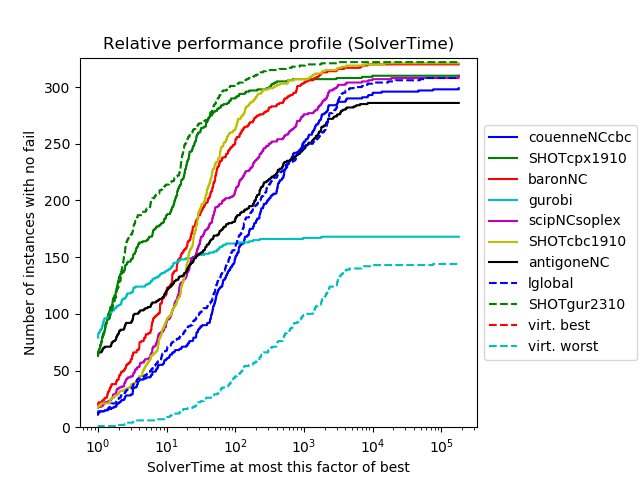 Relative performance profile (SolverTime)
Number of instances with no fail
300
250
200
150
100
50
0
10^0 10^1 10^2 10^3 10^4 10^5
SolverTime at most this factor of best
couenneNCcbc
SHOTcpx1910
baronNC
gurobi
scipNCsoplex
SHOTcbc1910
antigoneNC
lglobal
SHOTgur2310
virt. best
virt. worst